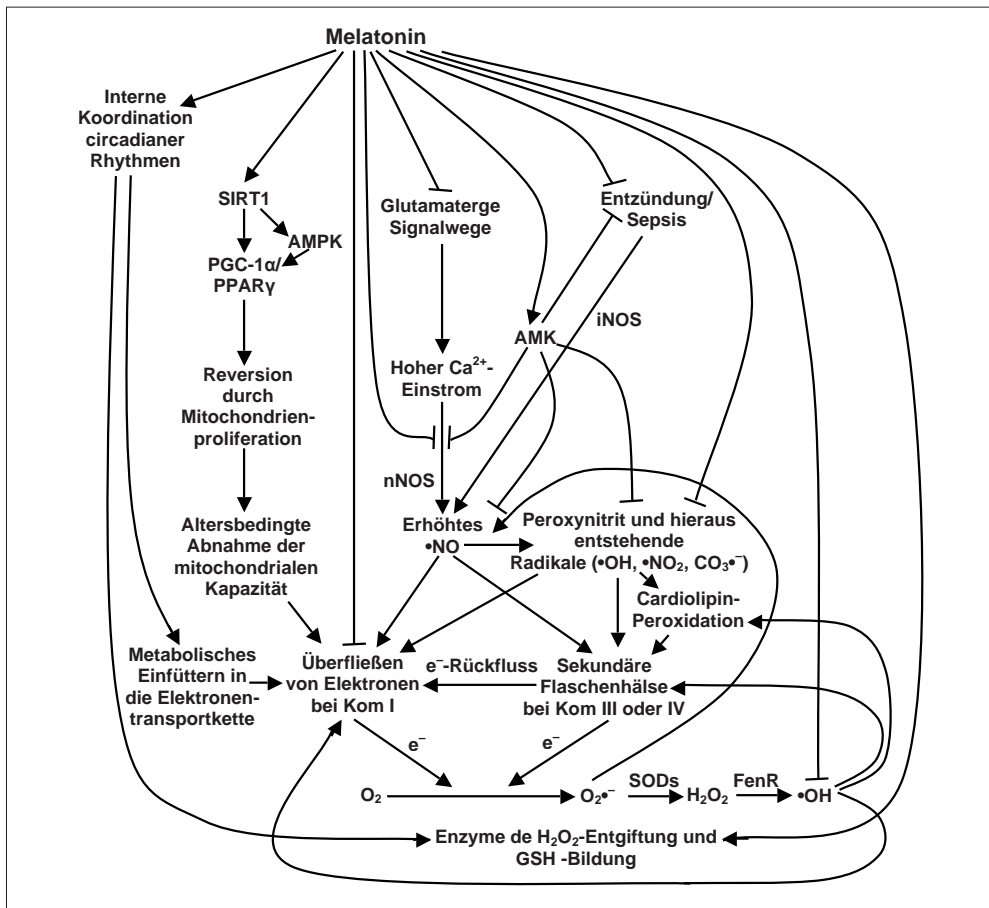 Melatonin
Interne
Koordination
circadianer
Rhythmen
SIRT1
AMPK
PGC-1α/
PPARγ
Reversion
durch
Mitochondrien-
proliferation
Altersbedingte
Abnahme der
mitochondrialen
Kapazität
Glutamaterge
Signalwege
Hoher Ca²⁺-
Einstrom
nNOS
Entzündung/
Sepsis
iNOS
AMK
Erhöhtes
•NO
Peroxynitrit und hieraus
entstehende
Radikale (•OH, •NO₂, CO₃•⁻)
Cardiolipin-
Peroxidation
Metabolisches
Einfüttern in
die Elektronen-
transportkette
Überfließen
von Elektronen
bei Kom I
e⁻-Rückfluss
Sekundäre
Flaschenhälse
bei Kom III oder IV
e⁻
e⁻
O₂
O₂•⁻
SODs
H₂O₂
FenR
•OH
Enzyme de H₂O₂-Entgiftung und
GSH -Bildung